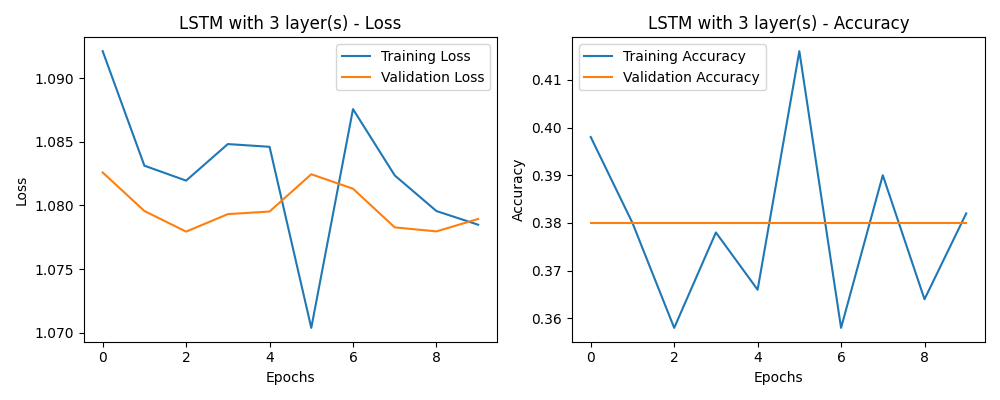 LSTM with 3 layer(s) - Loss
Training Loss
Validation Loss
1.090
1.085
1.080
1.075
1.070
Loss
0 2 4 6 8
Epochs
LSTM with 3 layer(s) - Accuracy
Training Accuracy
Validation Accuracy
0.41
0.40
0.39
0.38
0.37
0.36
Accuracy
0 2 4 6 8
Epochs